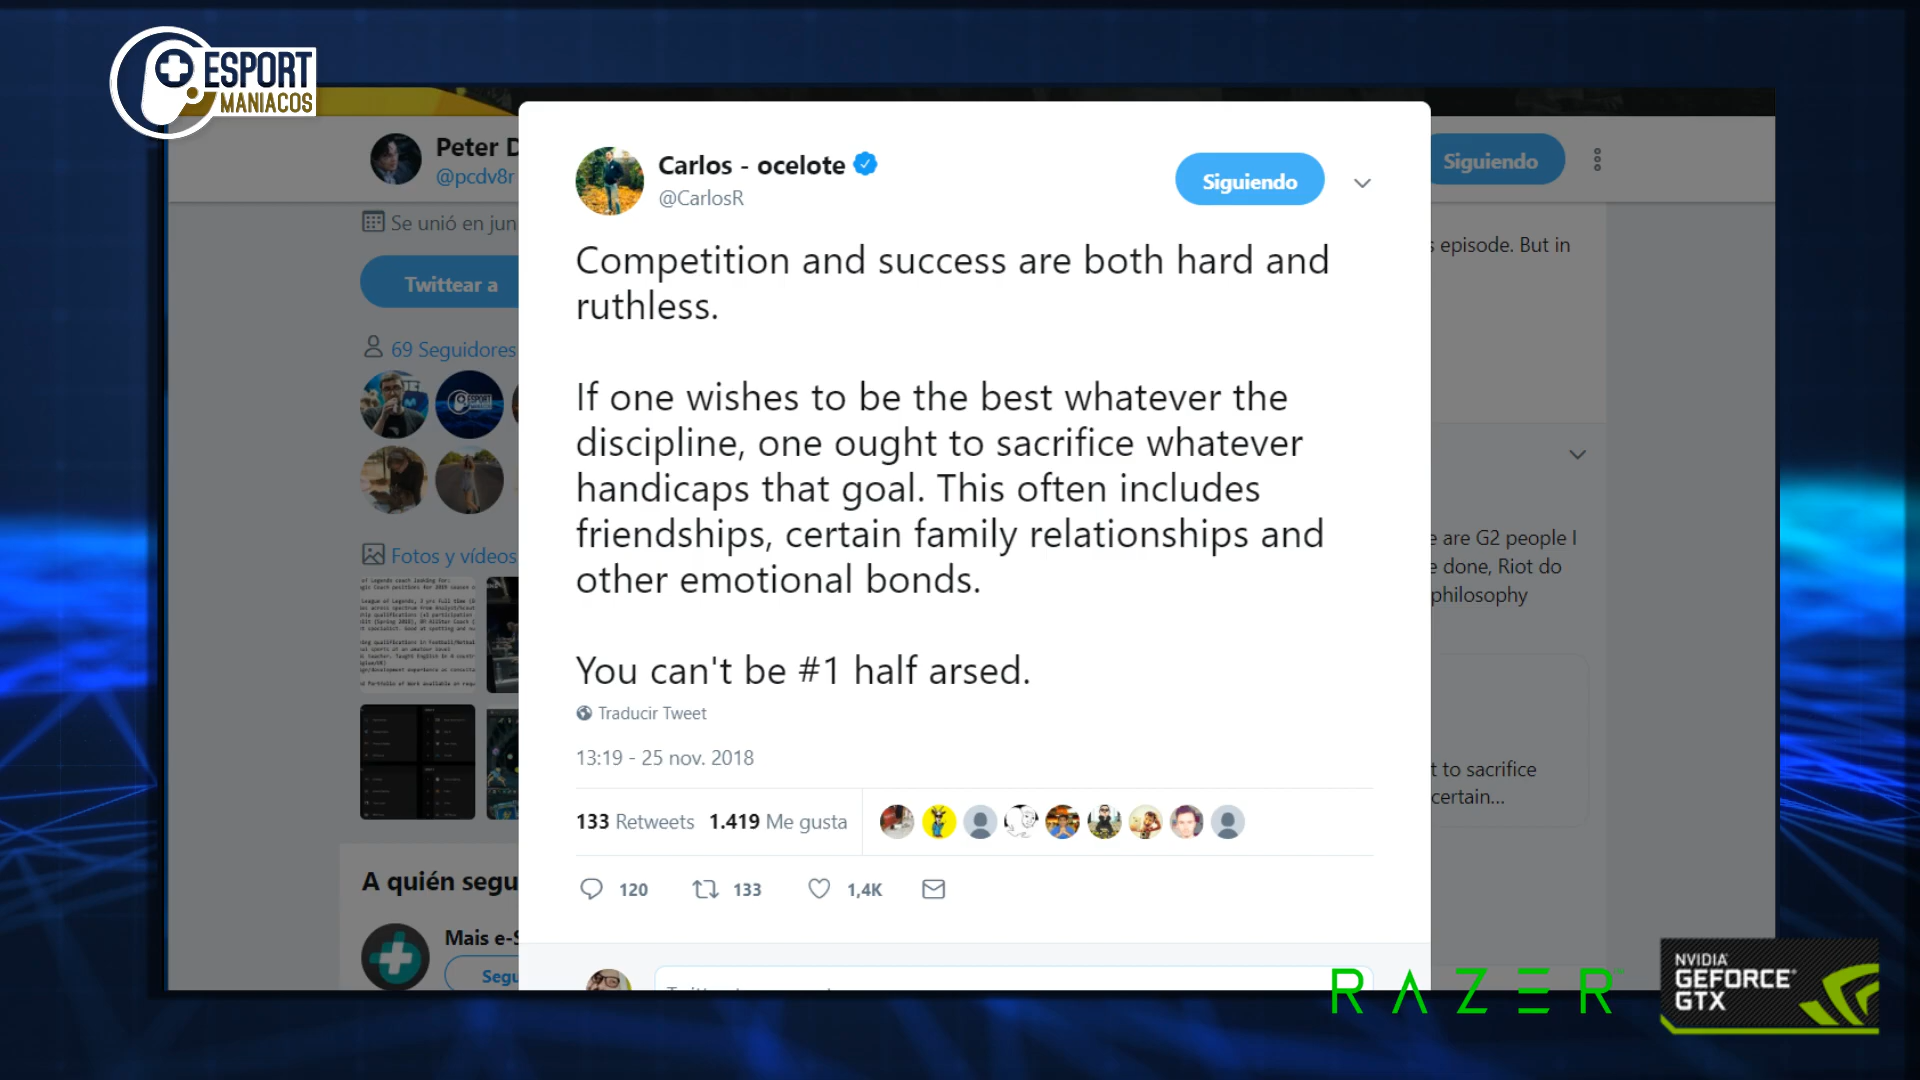 ESPORT
MANIACOS
Peter D
@pcdv8r
Se unió en jun
Twittear a
69 Seguidores
Fotos y vídeos
A quién segu
Mais e-S
Segu
Carlos - ocelote
@CarlosR
Siguiendo
Competition and success are both hard and
ruthless.
If one wishes to be the best whatever the
discipline, one ought to sacrifice whatever
handicaps that goal. This often includes
friendships, certain family relationships and
other emotional bonds.
You can't be #1 half arsed.
Traducir Tweet
13:19 - 25 nov. 2018
133 Retweets 1.419 Me gusta
120 133 1,4K
Siguiendo
s episode. But in
e are G2 people I
e done, Riot do
philosophy
t to sacrifice
certain...
RAZER
NVIDIA
GEFORCE
GTX